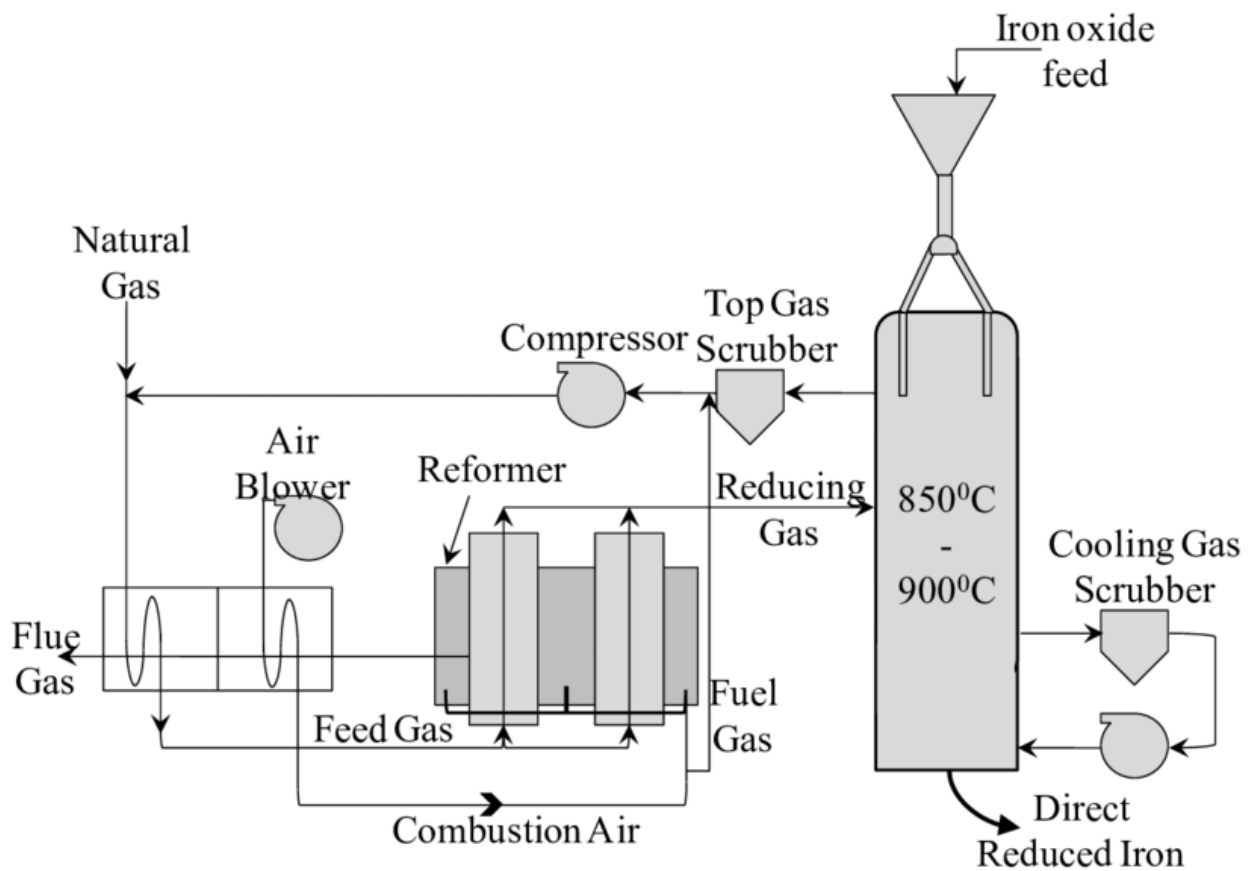 Iron oxide
feed
Natural
Gas
Top Gas
Scrubber
Compressor
Air
Blower
Reformer
Reducing
Gas
850⁰C
-
900⁰C
Cooling Gas
Scrubber
Flue
Gas
Feed Gas
Fuel
Gas
Combustion Air
Direct
Reduced Iron